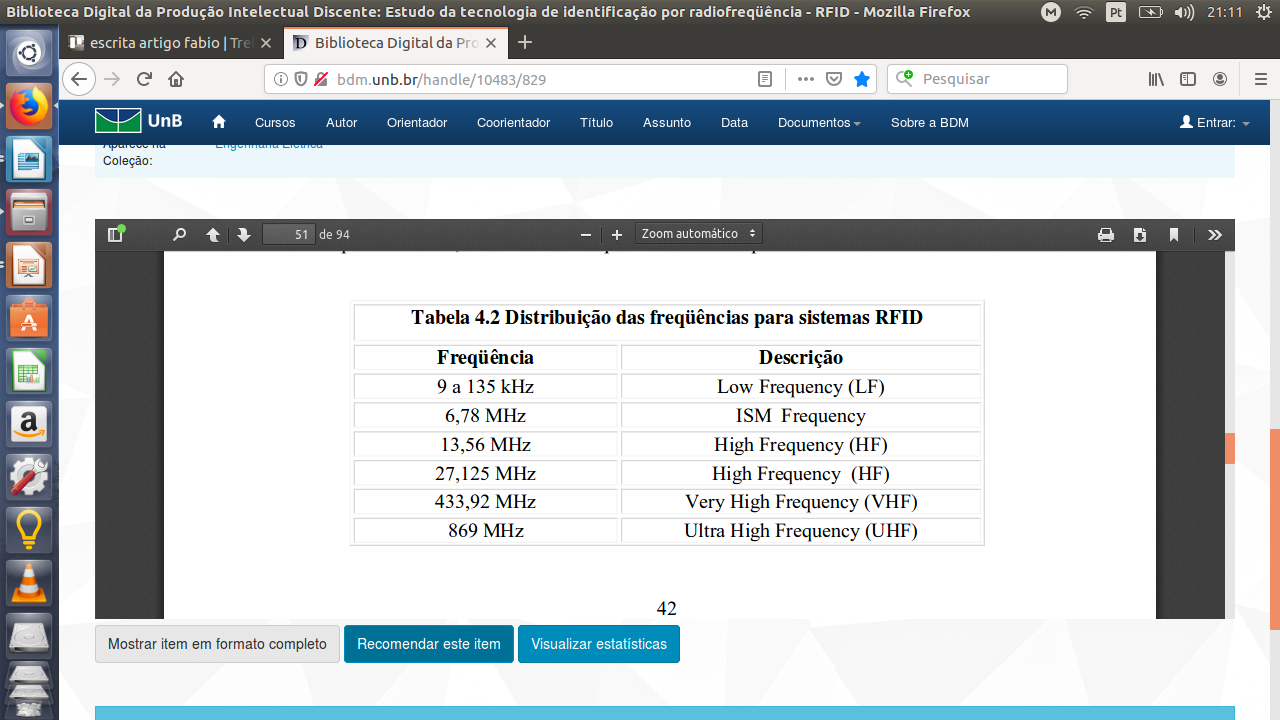 Biblioteca Digital da Produção Intelectual Discente: Estudo da tecnologia de identificação por radiofreqüência - RFID - Mozilla Firefox
M
Pt
21:11
escrita artigo fabio | Trel
Biblioteca Digital da Pro
bdm.unb.br/handle/10483/829
Pesquisar
UnB
Cursos
Autor
Orientador
Coorientador
Título
Assunto
Data
Documentos
Sobre a BDM
Entrar:
Aparece na
Engenharia Elétrica
Coleção:
51 de 94
Zoom automático
Tabela 4.2 Distribuição das freqüências para sistemas RFID
Freqüência Descrição
9 a 135 kHz Low Frequency (LF)
6,78 MHz ISM Frequency
13,56 MHz High Frequency (HF)
27,125 MHz High Frequency (HF)
433,92 MHz Very High Frequency (VHF)
869 MHz Ultra High Frequency (UHF)
42
Mostrar item em formato completo
Recomendar este item
Visualizar estatísticas